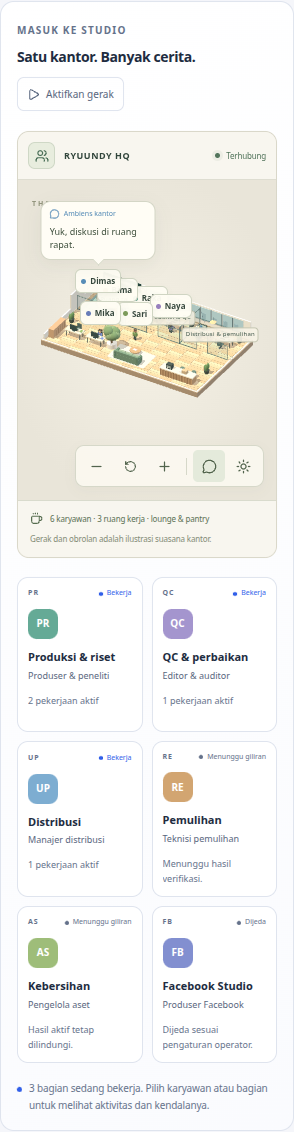 MASUK KE STUDIO
Satu kantor. Banyak cerita.
Aktifkan gerak
RYUUNDY HQ
Terhubung
Ambiens kantor
Yuk, diskusi di ruang
rapat.
Dimas
Naya
Mika
Sari
Distribusi & pemulihan
6 karyawan · 3 ruang kerja · lounge & pantry
Gerak dan obrolan adalah ilustrasi suasana kantor.
PR
Bekerja
PR
Produksi & riset
Produser & peneliti
2 pekerjaan aktif
QC
Bekerja
QC
QC & perbaikan
Editor & auditor
1 pekerjaan aktif
UP
Bekerja
UP
Distribusi
Manajer distribusi
1 pekerjaan aktif
RE
Menunggu giliran
RE
Pemulihan
Teknisi pemulihan
Menunggu hasil
verifikasi.
AS
Menunggu giliran
AS
Kebersihan
Pengelola aset
Hasil aktif tetap
dilindungi.
FB
Dijeda
FB
Facebook Studio
Produser Facebook
Dijeda sesuai
pengaturan operator.
3 bagian sedang bekerja. Pilih karyawan atau bagian
untuk melihat aktivitas dan kendalanya.